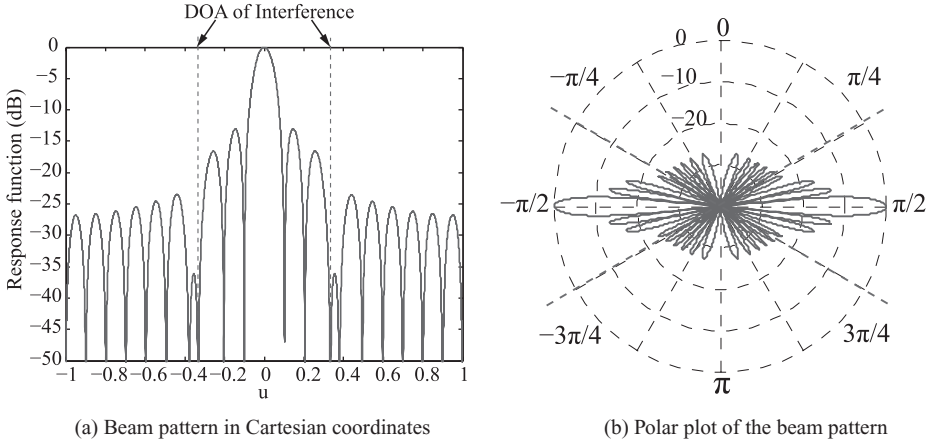 DOA of Interference
Response function (dB)
0
−5
−10
−15
−20
−25
−30
−35
−40
−45
−50
−1 −0.8 −0.6 −0.4 −0.2 0 0.2 0.4 0.6 0.8 1
u
(a) Beam pattern in Cartesian coordinates
0
0
−10
−20
−π/4
π/4
−π/2
π/2
−3π/4
3π/4
π
(b) Polar plot of the beam pattern